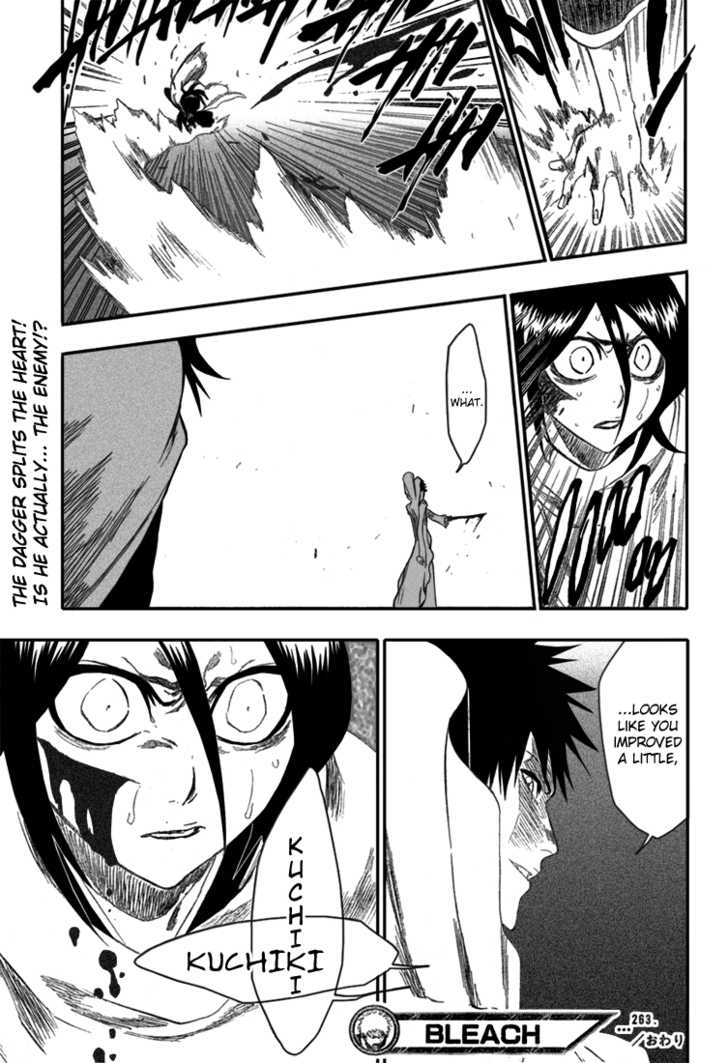 ...
WHAT.
THE DAGGER SPLITS THE HEART!
IS HE ACTUALLY... THE ENEMY!?
...LOOKS
LIKE YOU
IMPROVED
A LITTLE,
KUCHIKI
KUCHIKI
BLEACH
263.
...
/おわり